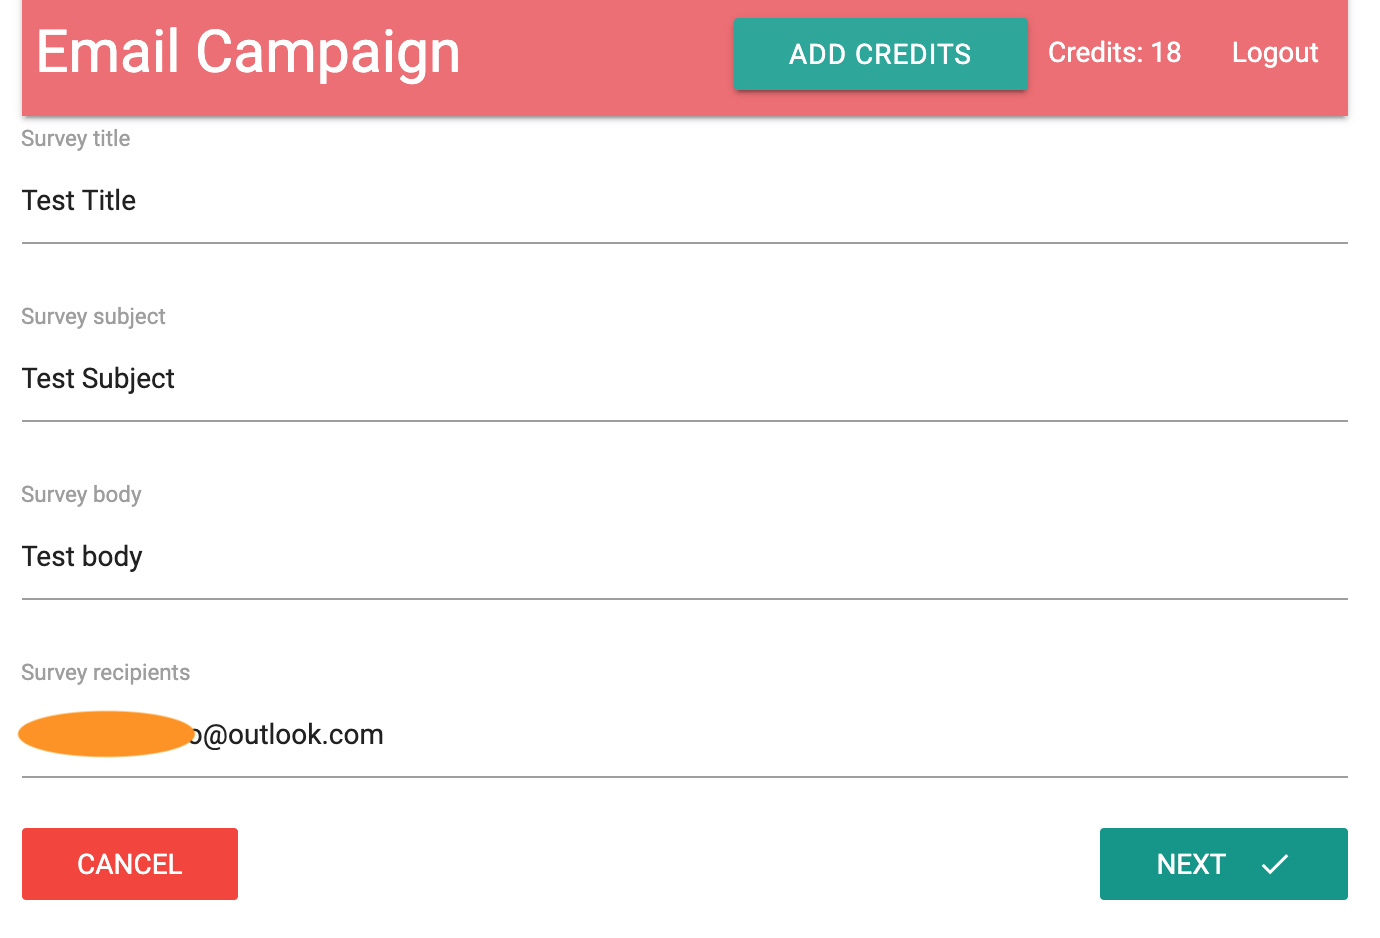 Email Campaign
ADD CREDITS
Credits: 18
Logout
Survey title
Test Title
Survey subject
Test Subject
Survey body
Test body
Survey recipients
@outlook.com
CANCEL
NEXT